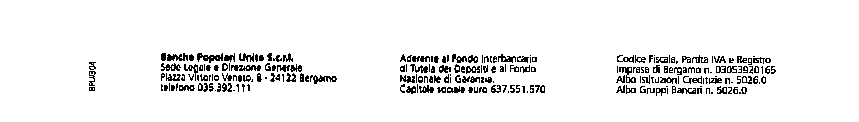 BPU/304
Banche Popolari Unite S.c.r.l.
Sede Legale e Direzione Generale
Piazza Vittorio Veneto, 8 - 24122 Bergamo
telefono 035.392.111
Aderente al Fondo Interbancario
di Tutela dei Depositi e al Fondo
Nazionale di Garanzia.
Capitale sociale euro 637.551.570
Codice Fiscale, Partita IVA e Registro
Imprese di Bergamo n. 03053920165
Albo Istituzioni Creditizie n. 5026.0
Albo Gruppi Bancari n. 5026.0